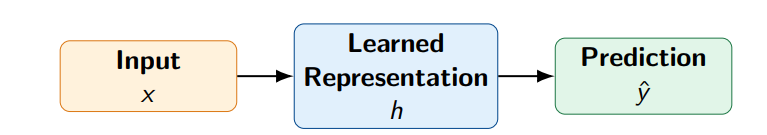 Input
x
Learned
Representation
h
Prediction
ŷ